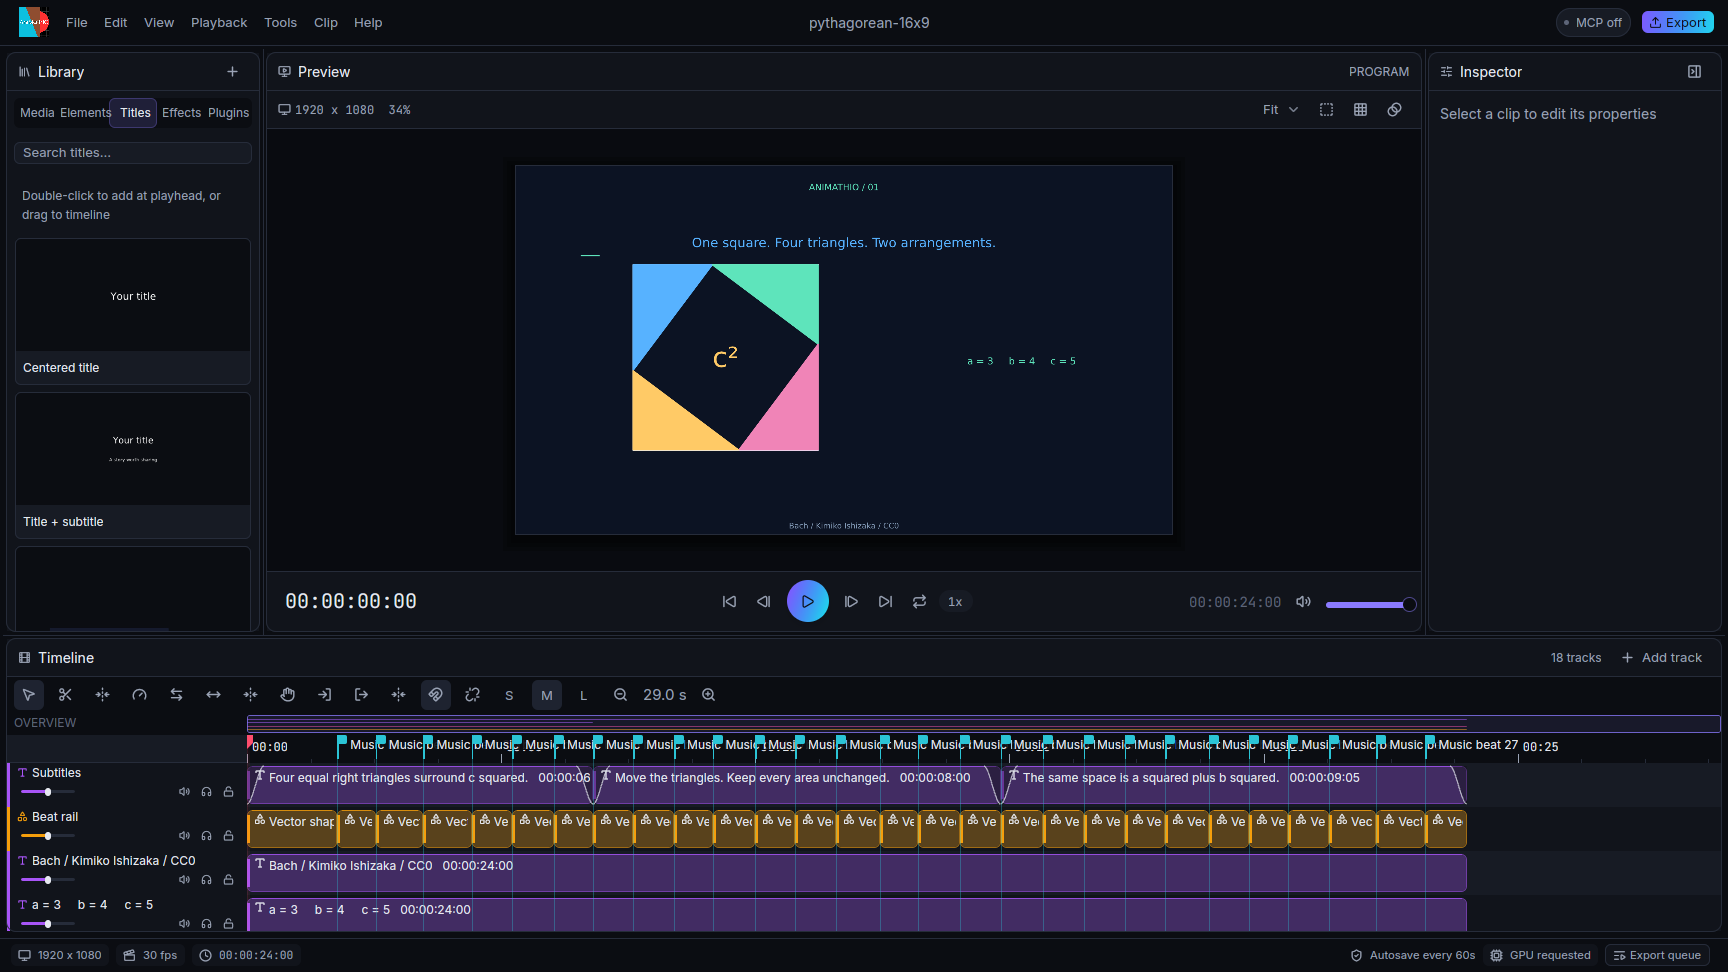 File Edit View Playback Tools Clip Help
pythagorean-16x9
MCP off
Export
Library
Media Elements Titles Effects Plugins
Search titles...
Double-click to add at playhead, or
drag to timeline
Your title
Centered title
Your title
A story worth sharing
Title + subtitle
Preview
PROGRAM
1920 x 1080 34%
Fit
ANIMATHIO / 01
One square. Four triangles. Two arrangements.
c²
a = 3 b = 4 c = 5
Bach / Kimiko Ishizaka / CC0
00:00:00:00
1x
00:00:24:00
Inspector
Select a clip to edit its properties
Timeline
18 tracks
Add track
S M L
29.0 s
OVERVIEW
00:00
Music beat 27
00:25
Subtitles
Four equal right triangles surround c squared. 00:00:06
Move the triangles. Keep every area unchanged. 00:00:08:00
The same space is a squared plus b squared. 00:00:09:05
Beat rail
Vector shap
Bach / Kimiko Ishizaka / CC0
Bach / Kimiko Ishizaka / CC0 00:00:24:00
a = 3 b = 4 c = 5
a = 3 b = 4 c = 5 00:00:24:00
1920 x 1080
30 fps
00:00:24:00
Autosave every 60s
GPU requested
Export queue